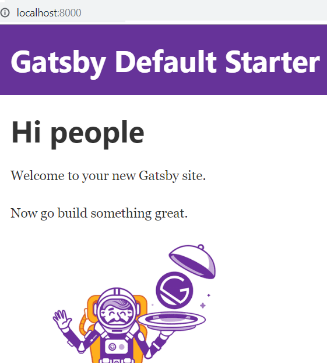 localhost:8000
Gatsby Default Starter
Hi people
Welcome to your new Gatsby site.
Now go build something great.